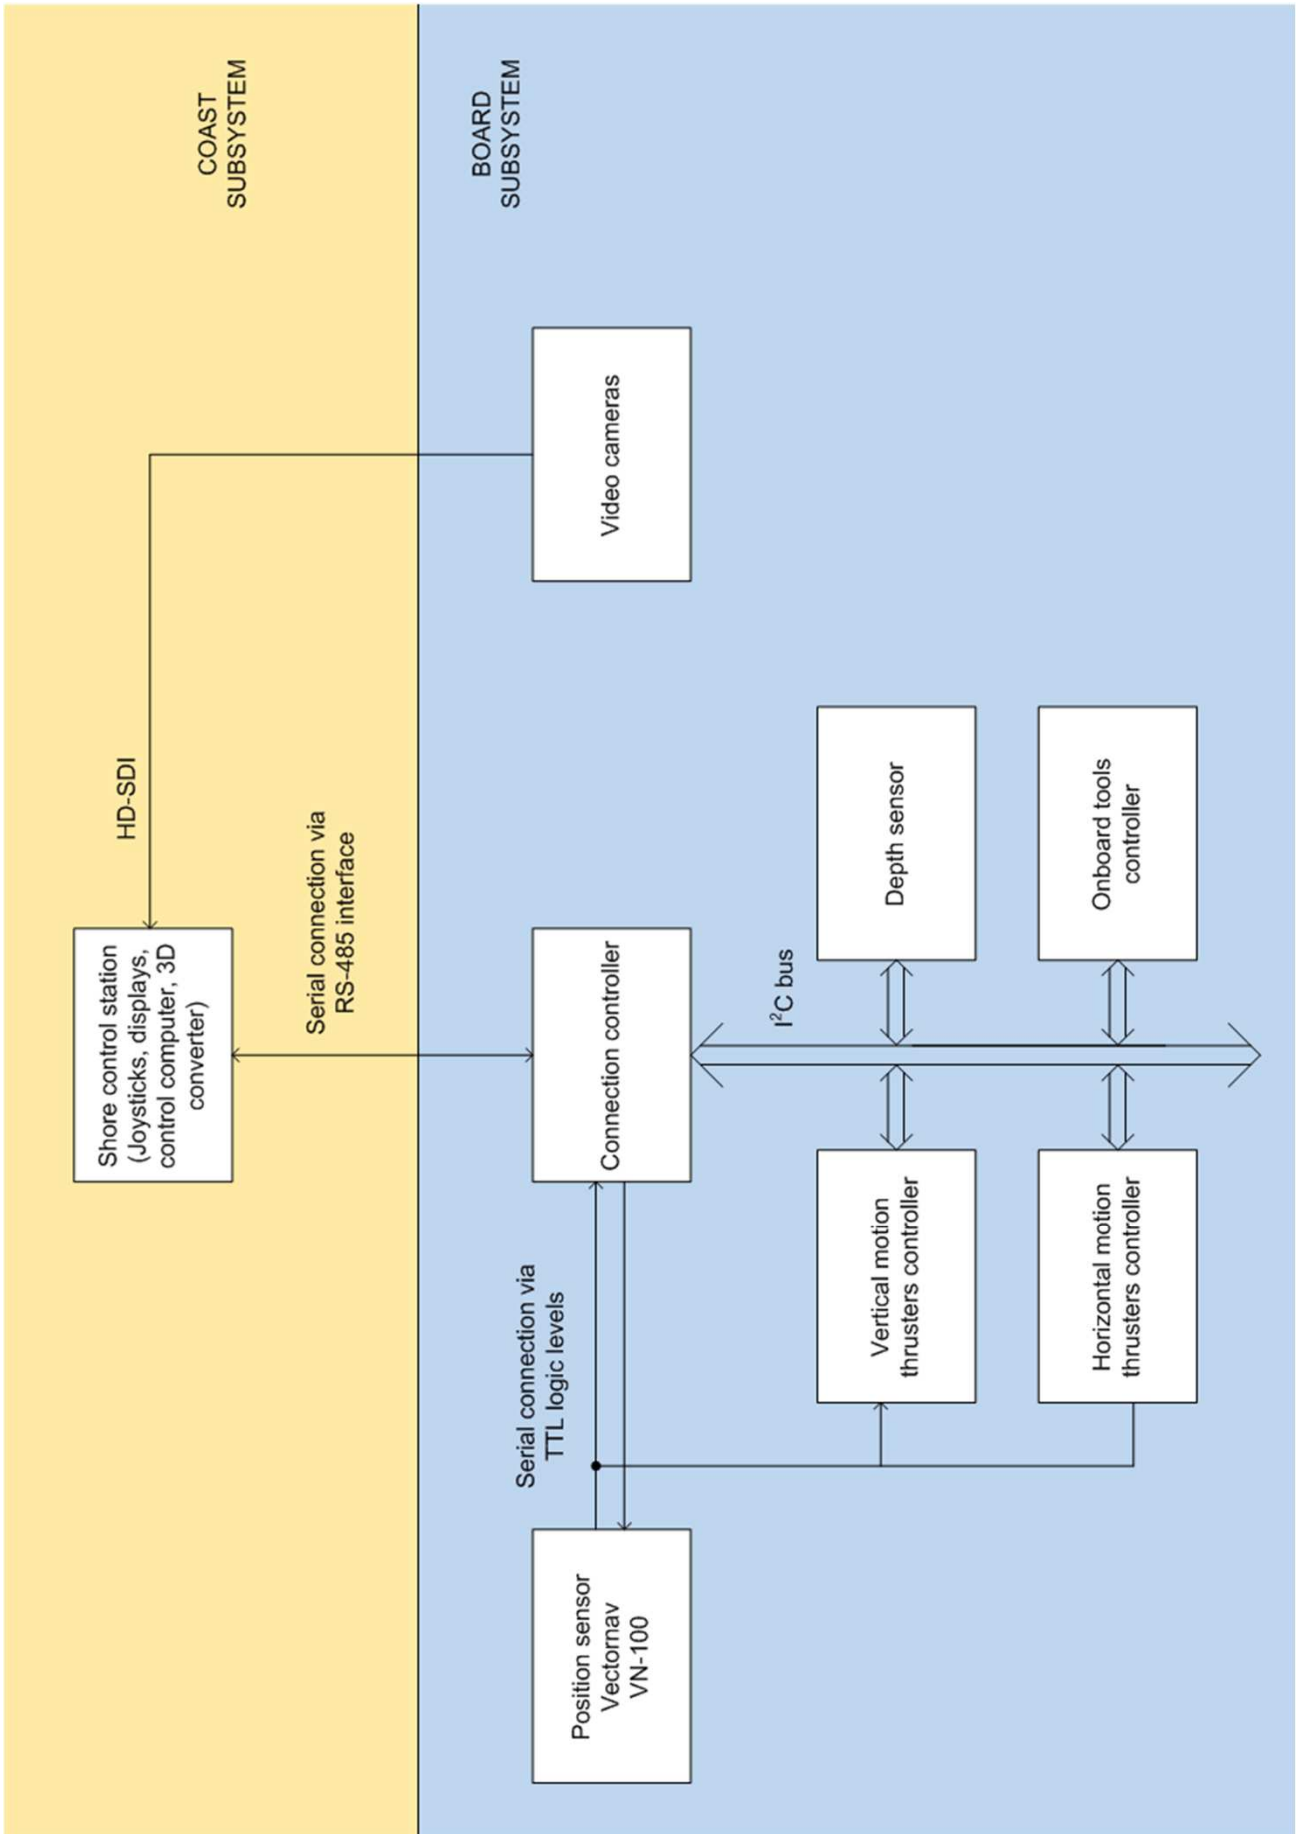 COAST
SUBSYSTEM
BOARD
SUBSYSTEM
HD-SDI
Shore control station
(Joysticks, displays,
control computer, 3D
converter)
Serial connection via
RS-485 interface
Video cameras
Connection controller
Serial connection via
TTL logic levels
Position sensor
Vectornav
VN-100
I²C bus
Depth sensor
Onboard tools
controller
Vertical motion
thrusters controller
Horizontal motion
thrusters controller